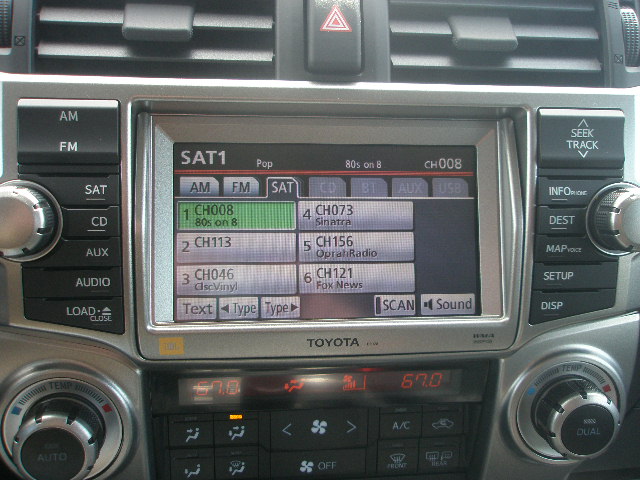 AM
FM
SAT
CD
AUX
AUDIO
LOAD
CLOSE
SAT1 Pop 80s on 8 CH008
AM FM SAT CD BT AUX USB
1 CH008
80s on 8
4 CH073
Sinatra
2 CH113
5 CH156
OprahRadio
3 CH046
ClscVinyl
6 CH121
Fox News
Text Type Type SCAN Sound
TOYOTA
JBL
SEEK
TRACK
INFO PHONE
DEST
MAP VOICE
SETUP
DISP
67.0 67.0
TEMP
AUTO
A/C
OFF
FRONT
REAR
TEMP
DUAL